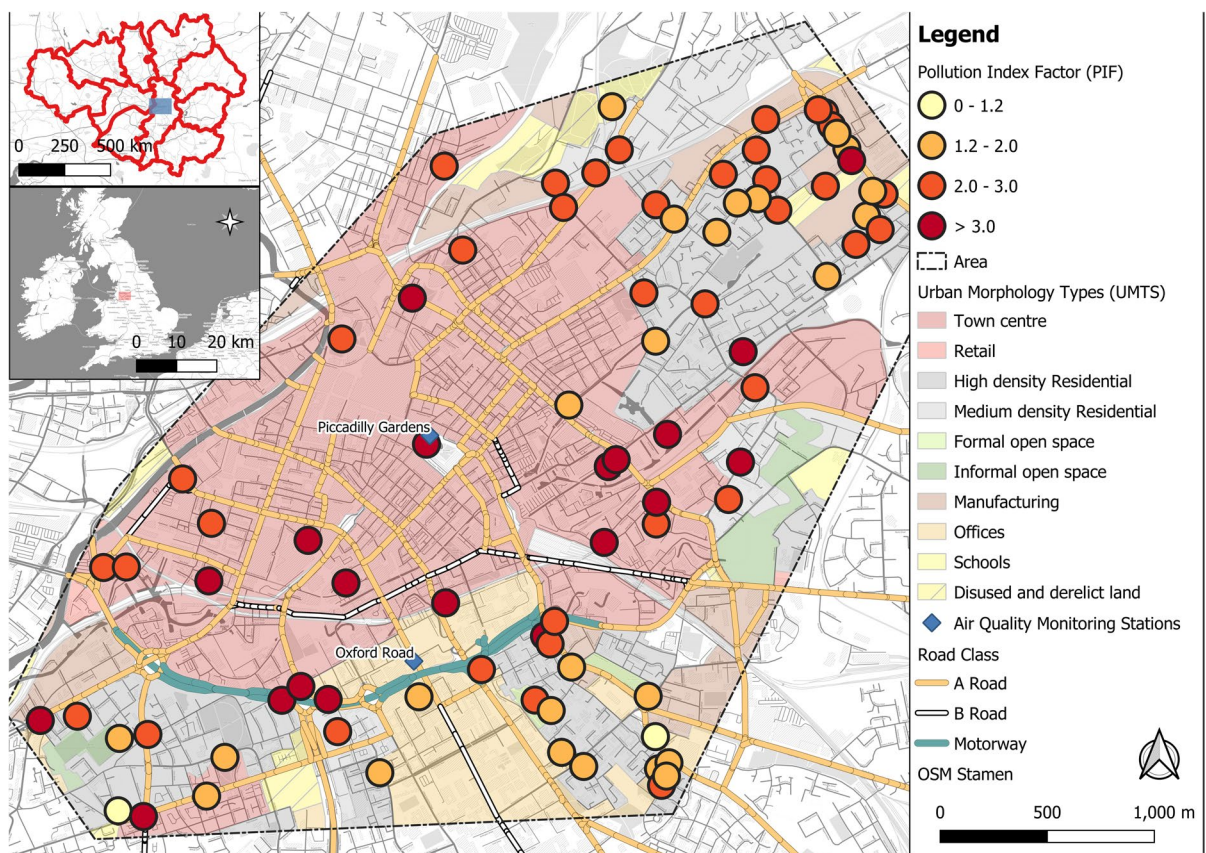 0 250 500 km
0 10 20 km
Piccadilly Gardens
Oxford Road
Legend
Pollution Index Factor (PIF)
0 - 1.2
1.2 - 2.0
2.0 - 3.0
> 3.0
Area
Urban Morphology Types (UMTS)
Town centre
Retail
High density Residential
Medium density Residential
Formal open space
Informal open space
Manufacturing
Offices
Schools
Disused and derelict land
Air Quality Monitoring Stations
Road Class
A Road
B Road
Motorway
OSM Stamen
0 500 1,000 m